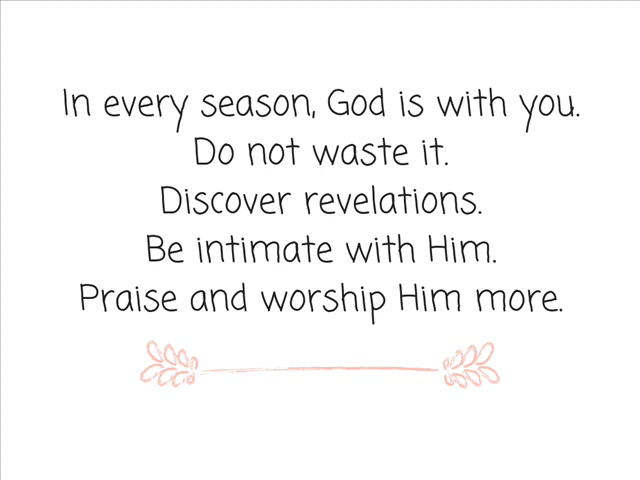 In every season, God is with you.
Do not waste it.
Discover revelations.
Be intimate with Him.
Praise and worship Him more.